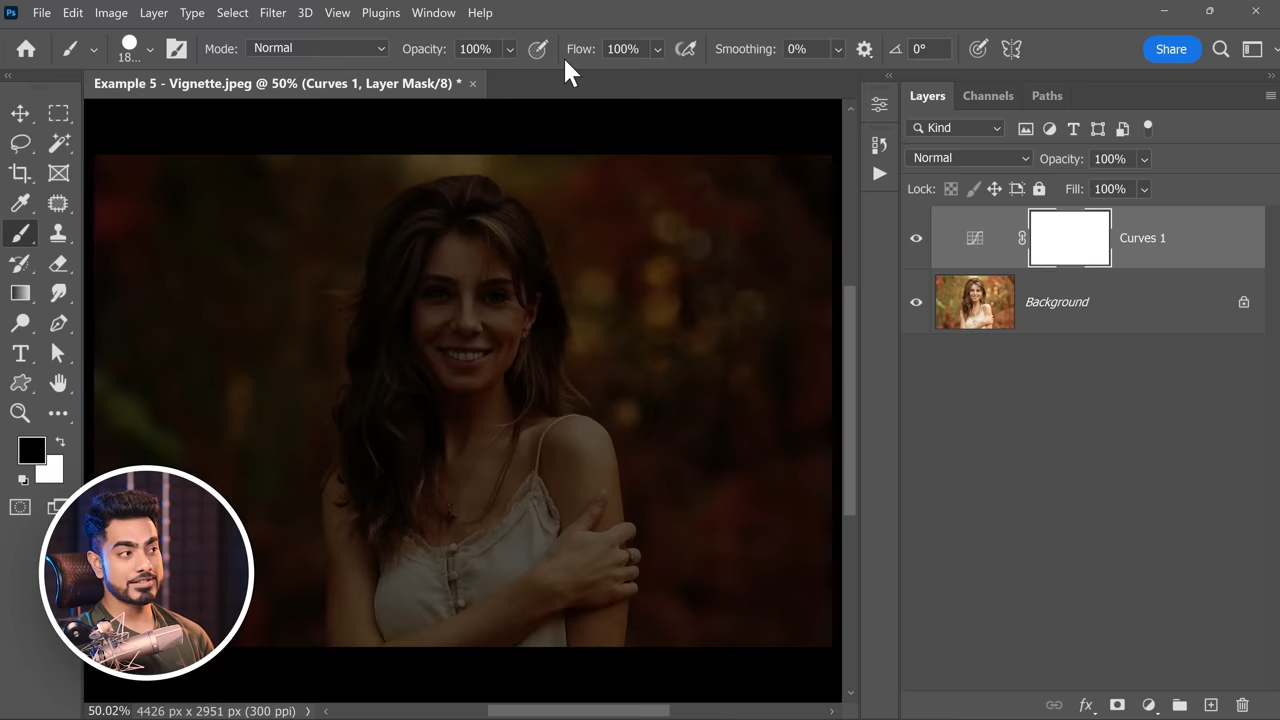 Ps File Edit Image Layer Type Select Filter 3D View Plugins Window Help
18... Mode: Normal Opacity: 100% Flow: 100% Smoothing: 0% 0° Share
Example 5 - Vignette.jpeg @ 50% (Curves 1, Layer Mask/8) * ×
Layers Channels Paths
Kind
Normal Opacity: 100%
Lock: Fill: 100%
Curves 1
Background
50.02% 4426 px x 2951 px (300 ppi)
fx